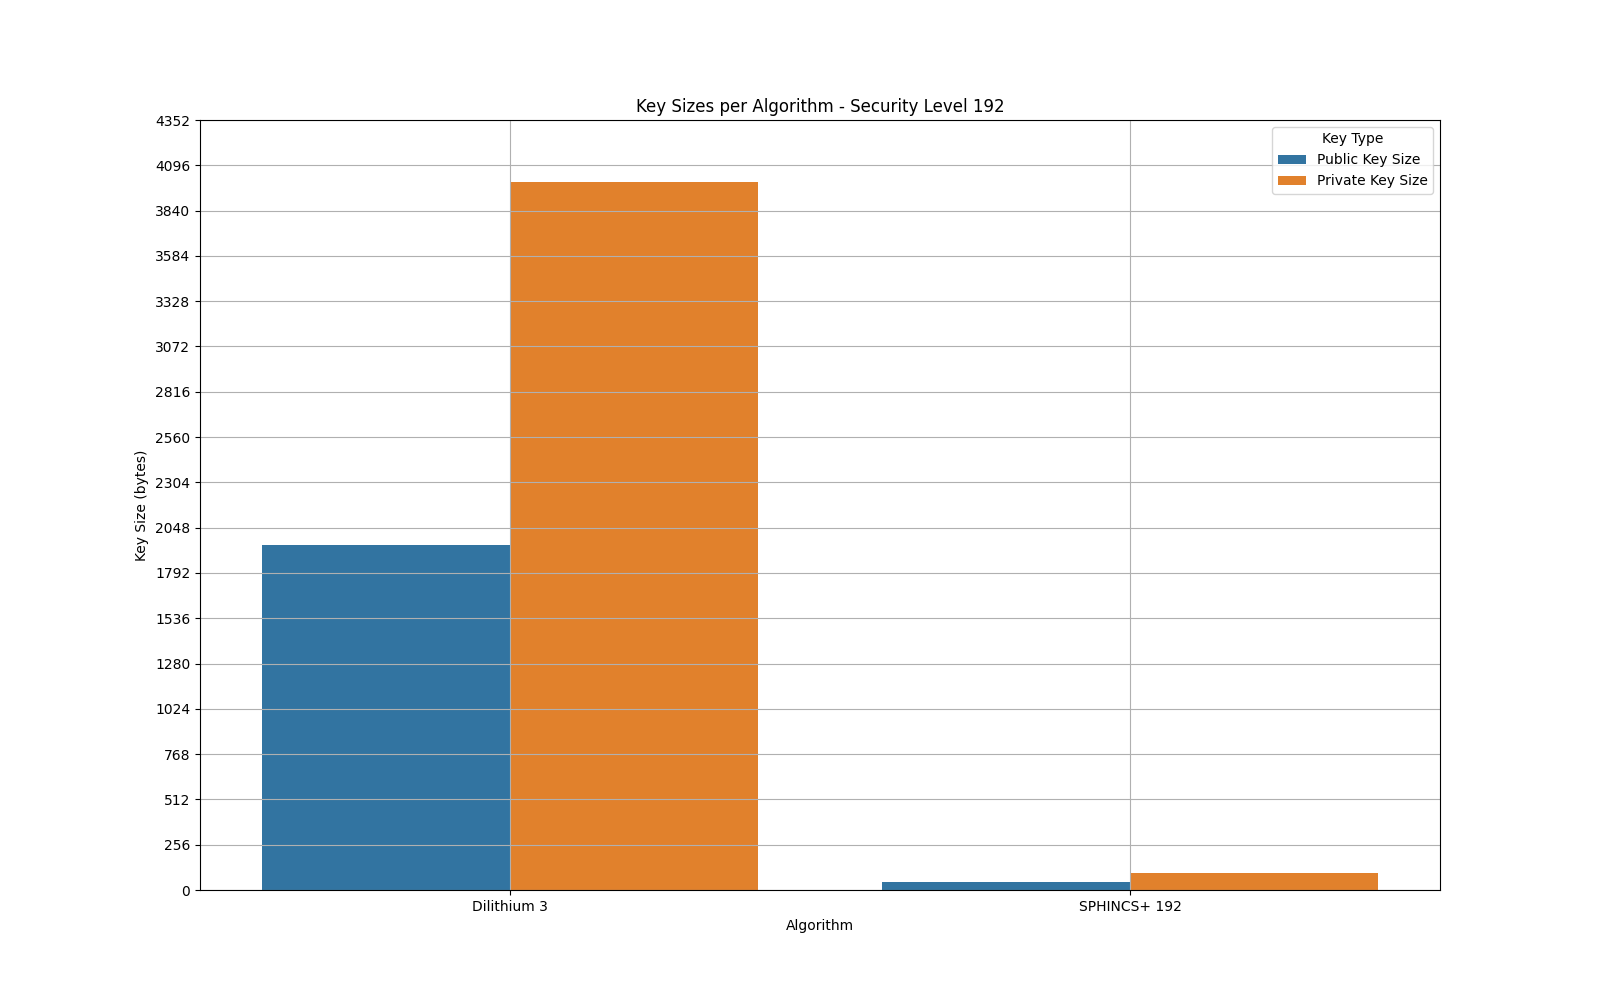 Key Sizes per Algorithm - Security Level 192
Key Type
Public Key Size
Private Key Size
Key Size (bytes)
4352
4096
3840
3584
3328
3072
2816
2560
2304
2048
1792
1536
1280
1024
768
512
256
0
Dilithium 3
SPHINCS+ 192
Algorithm